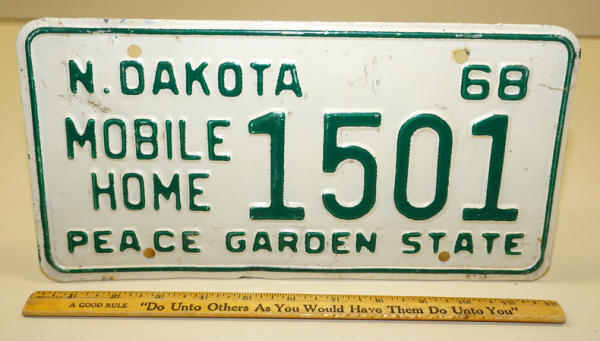 N. DAKOTA 68
MOBILE
HOME 1501
PEACE GARDEN STATE
A GOOD RULE "Do Unto Others As You Would Have Them Do Unto You"